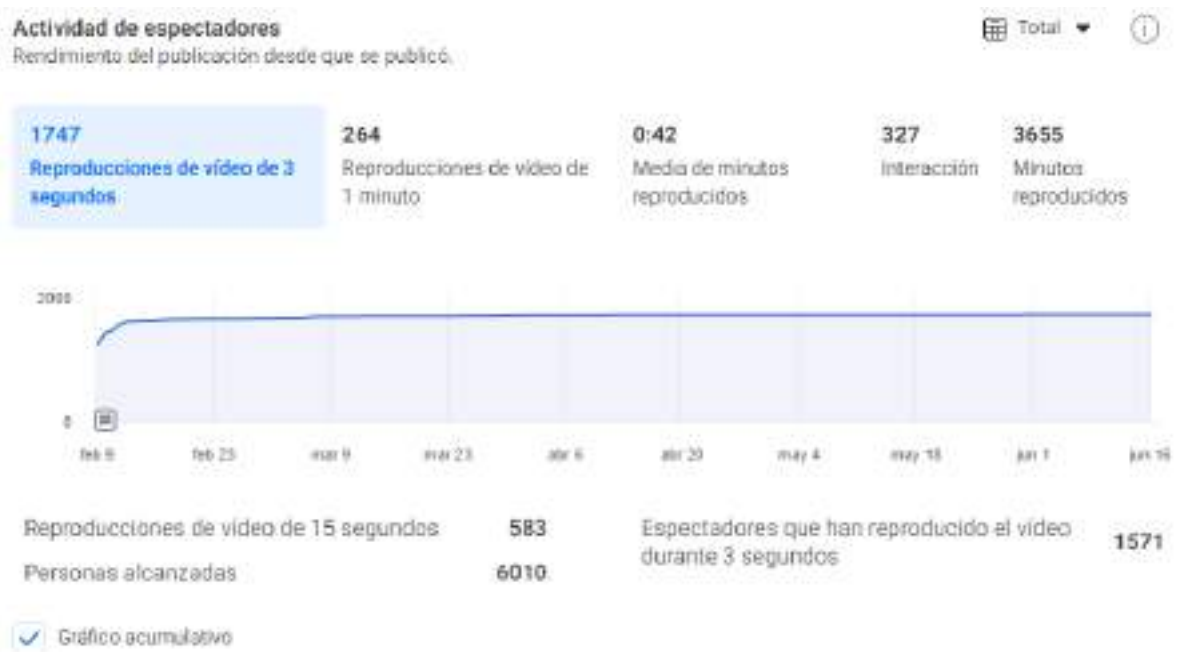 Actividad de espectadores
Total
Rendimiento del publicación desde que se publicó.
1747
Reproducciones de vídeo de 3
segundos
264
Reproducciones de vídeo de
1 minuto
0:42
Media de minutos
reproducidos
327
Interacción
3655
Minutos
reproducidos
2000
0
feb 9 feb 23 mar 9 mar 23 abr 6 abr 20 may 4 may 18 jun 1 jun 16
Reproducciones de vídeo de 15 segundos 583
Personas alcanzadas 6010
Espectadores que han reproducido el vídeo
durante 3 segundos
1571
Gráfico acumulativo